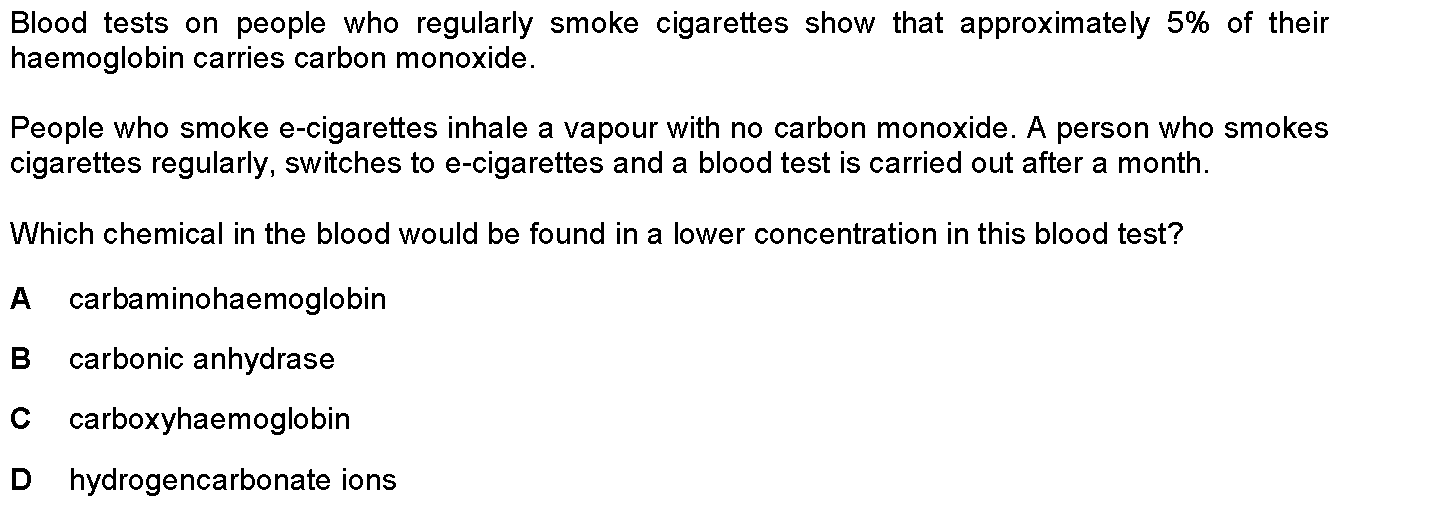 Blood tests on people who regularly smoke cigarettes show that approximately 5% of their
haemoglobin carries carbon monoxide.
People who smoke e-cigarettes inhale a vapour with no carbon monoxide. A person who smokes
cigarettes regularly, switches to e-cigarettes and a blood test is carried out after a month.
Which chemical in the blood would be found in a lower concentration in this blood test?
A carbaminohaemoglobin
B carbonic anhydrase
C carboxyhaemoglobin
D hydrogencarbonate ions